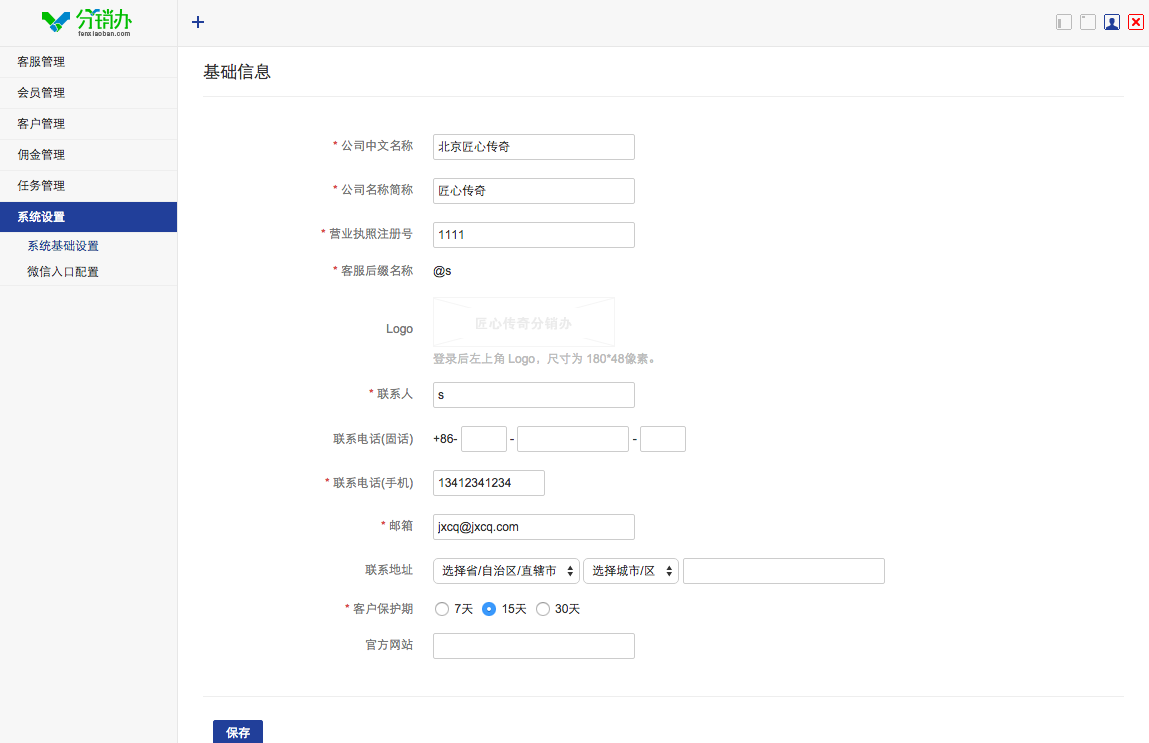 分销办
fenxiaoban.com
+
客服管理
会员管理
客户管理
佣金管理
任务管理
系统设置
系统基础设置
微信入口配置
基础信息
* 公司中文名称 北京匠心传奇
* 公司名称简称 匠心传奇
* 营业执照注册号 1111
* 客服后缀名称 @s
Logo 匠心传奇分销办
登录后左上角 Logo，尺寸为 180*48像素。
* 联系人 s
联系电话(固话) +86- - -
* 联系电话(手机) 13412341234
* 邮箱 jxcq@jxcq.com
联系地址 选择省/自治区/直辖市 选择城市/区
* 客户保护期 7天 15天 30天
官方网站
保存